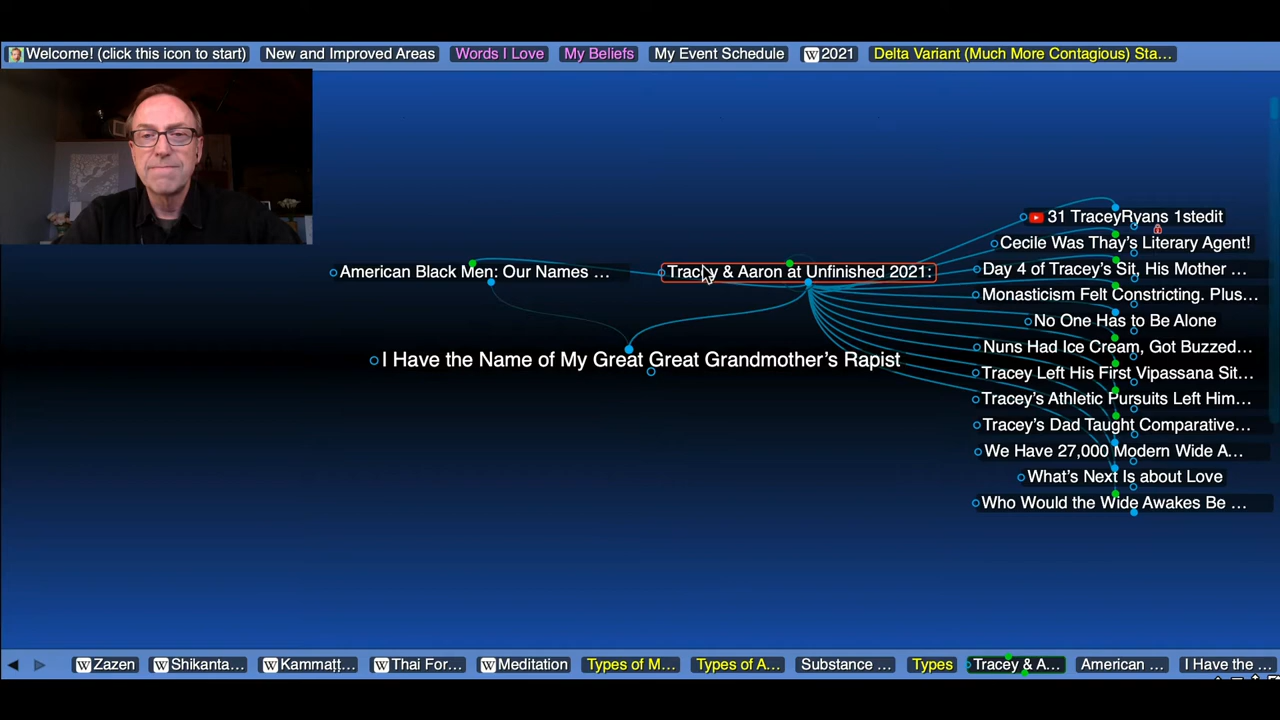 Welcome! (click this icon to start) New and Improved Areas Words I Love My Beliefs My Event Schedule W 2021 Delta Variant (Much More Contagious) Sta...
31 TraceyRyans 1stedit
Cecile Was Thay's Literary Agent!
American Black Men: Our Names ... Tracey & Aaron at Unfinished 2021: Day 4 of Tracey's Sit, His Mother ...
Monasticism Felt Constricting. Plus...
No One Has to Be Alone
Nuns Had Ice Cream, Got Buzzed...
I Have the Name of My Great Great Grandmother's Rapist
Tracey Left His First Vipassana Sit...
Tracey's Athletic Pursuits Left Him...
Tracey's Dad Taught Comparative...
We Have 27,000 Modern Wide A...
What's Next Is about Love
Who Would the Wide Awakes Be ...
W Zazen W Shikanta... W Kammaṭṭ... W Thai For... W Meditation Types of M... Types of A... Substance ... Types Tracey & A... American ... I Have the ...